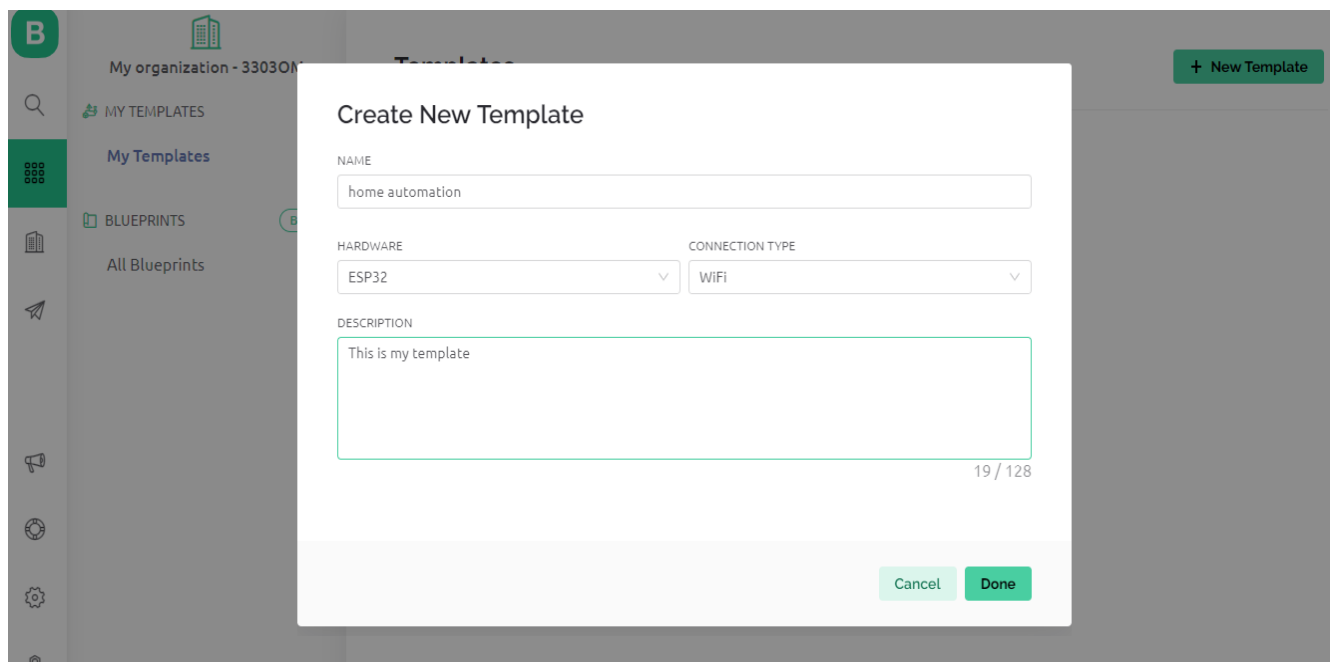 B
My organization - 3303OM
Templates
+ New Template
MY TEMPLATES
My Templates
BLUEPRINTS
B
All Blueprints
Create New Template
NAME
home automation
HARDWARE
CONNECTION TYPE
ESP32
WiFi
DESCRIPTION
This is my template
19 / 128
Cancel
Done